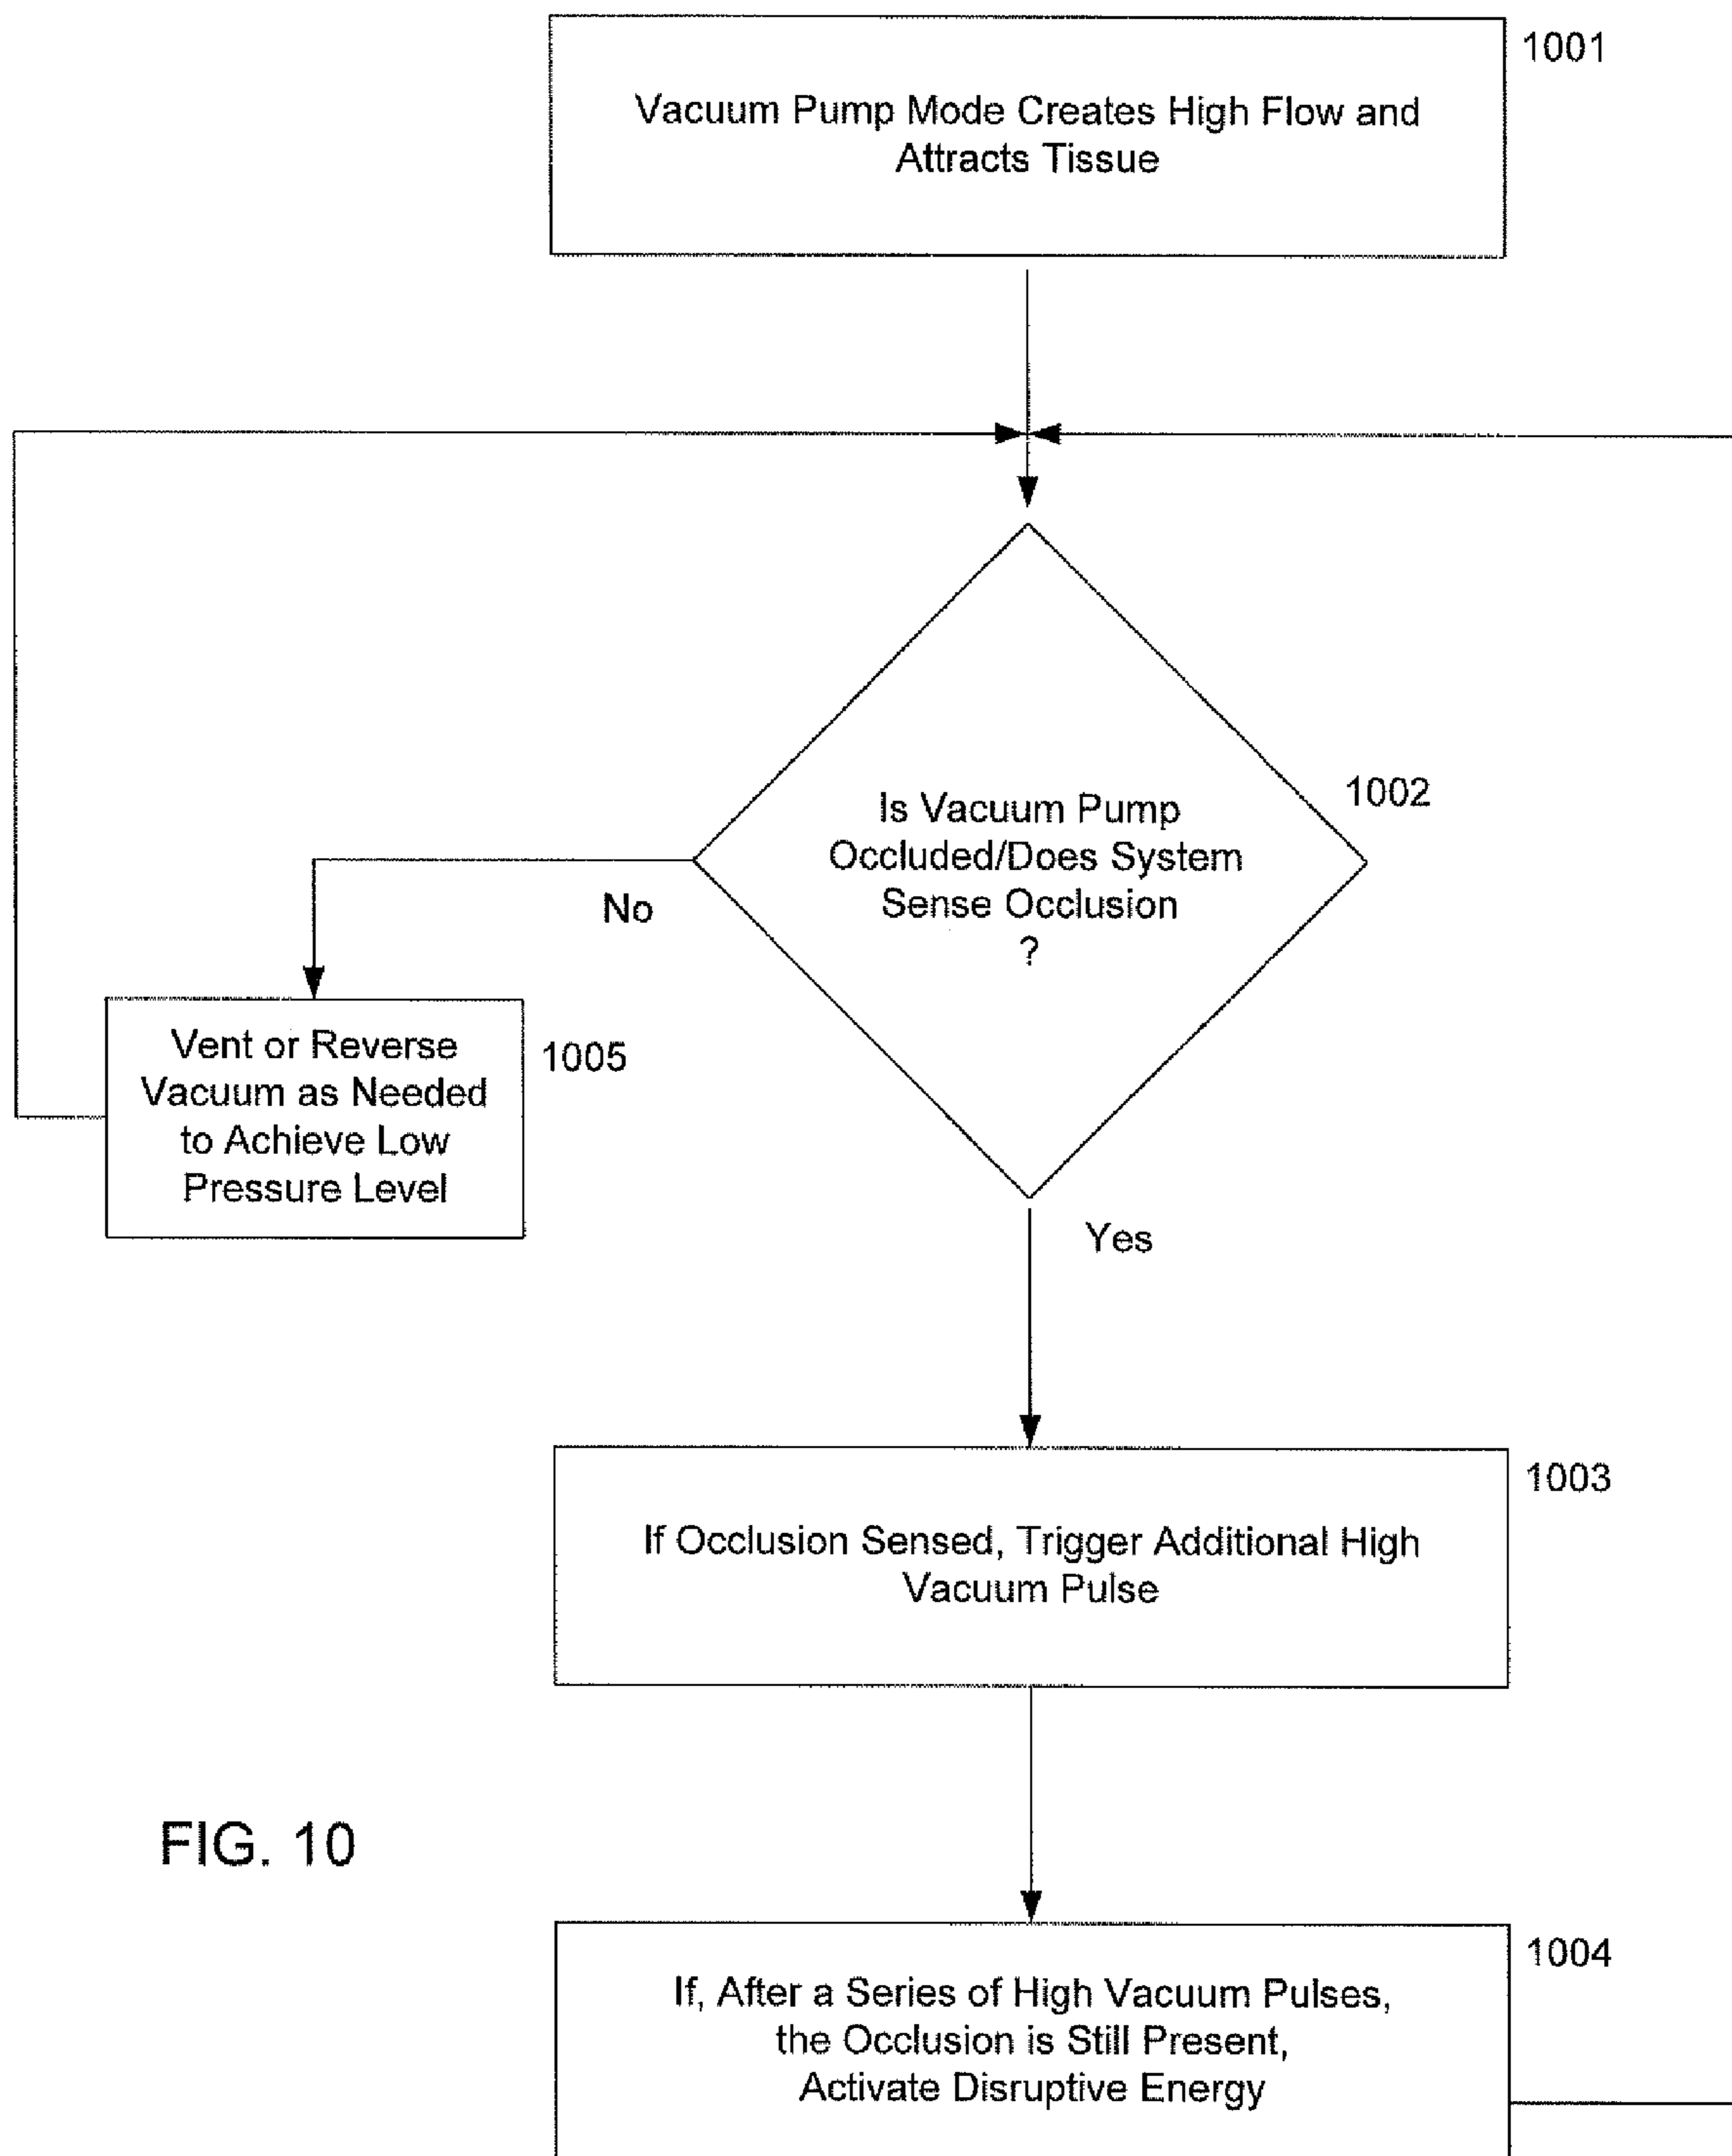 1001
Vacuum Pump Mode Creates High Flow and
Attracts Tissue
1002
Is Vacuum Pump
Occluded/Does System
Sense Occlusion
?
No
Vent or Reverse
Vacuum as Needed
to Achieve Low
Pressure Level
1005
Yes
1003
If Occlusion Sensed, Trigger Additional High
Vacuum Pulse
FIG. 10
1004
If, After a Series of High Vacuum Pulses,
the Occlusion is Still Present,
Activate Disruptive Energy